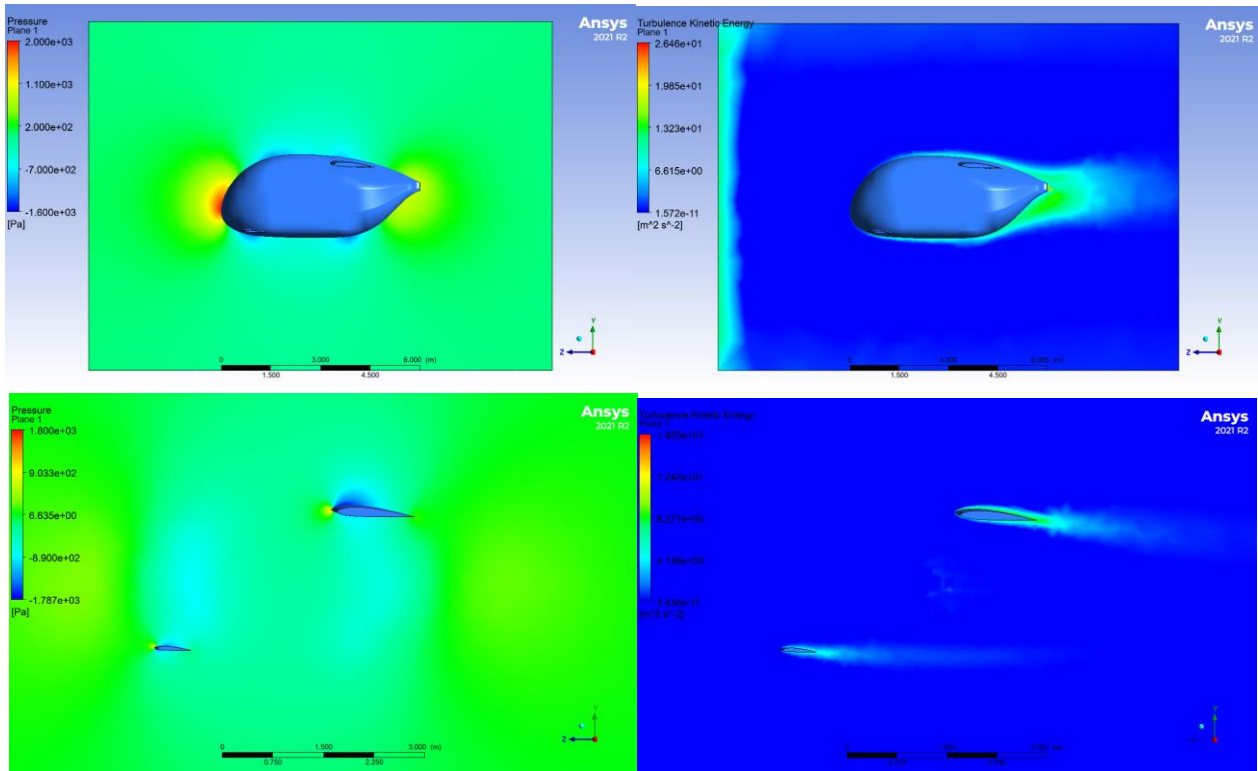 Pressure
Plane 1
2.000e+03
1.100e+03
2.000e+02
-7.000e+02
-1.600e+03
[Pa]
Ansys
2021 R2
0
3.000
6.000 (m)
1.500
4.500
Y
Z
Turbulence Kinetic Energy
Plane 1
2.646e+01
1.985e+01
1.323e+01
6.615e+00
1.572e-11
[m^2 s^-2]
Ansys
2021 R2
0
3.000
6.000 (m)
1.500
4.500
Y
Z
Pressure
Plane 1
1.800e+03
9.033e+02
6.635e+00
-8.900e+02
-1.787e+03
[Pa]
Ansys
2021 R2
0
1.500
3.000 (m)
0.750
2.250
Y
Z
Turbulence Kinetic Energy
Plane 1
[m^2 s^-2]
Ansys
2021 R2
0
Y
Z